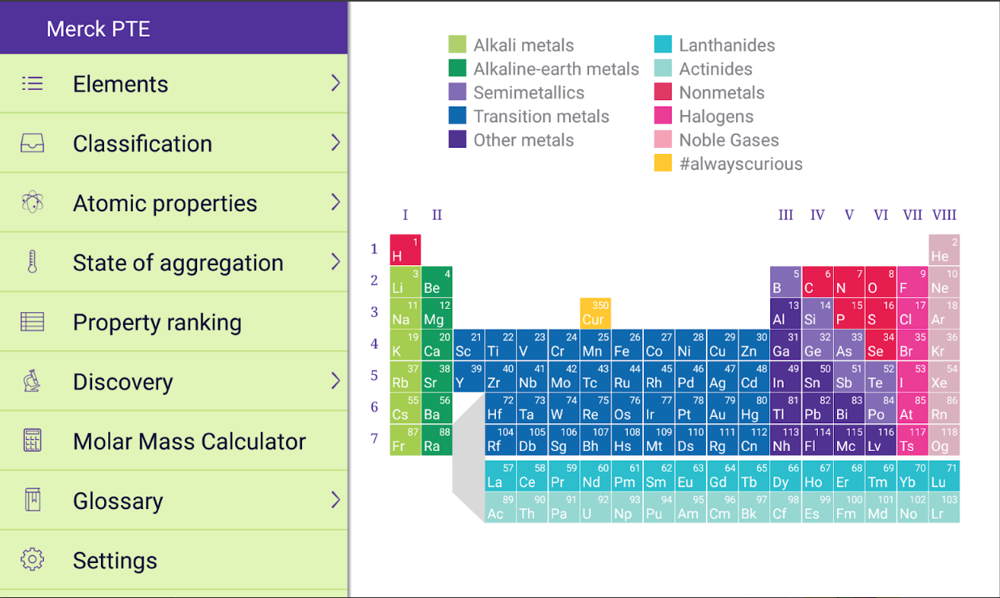 Merck PTE
Elements
Classification
Atomic properties
State of aggregation
Property ranking
Discovery
Molar Mass Calculator
Glossary
Settings
Alkali metals
Alkaline-earth metals
Semimetallics
Transition metals
Other metals
Lanthanides
Actinides
Nonmetals
Halogens
Noble Gases
#alwayscurious
I II III IV V VI VII VIII
1 1 H 2 He
2 3 Li 4 Be 5 B 6 C 7 N 8 O 9 F 10 Ne
3 11 Na 12 Mg 350 Cur 13 Al 14 Si 15 P 16 S 17 Cl 18 Ar
4 19 K 20 Ca 21 Sc 22 Ti 23 V 24 Cr 25 Mn 26 Fe 27 Co 28 Ni 29 Cu 30 Zn 31 Ga 32 Ge 33 As 34 Se 35 Br 36 Kr
5 37 Rb 38 Sr 39 Y 40 Zr 41 Nb 42 Mo 43 Tc 44 Ru 45 Rh 46 Pd 47 Ag 48 Cd 49 In 50 Sn 51 Sb 52 Te 53 I 54 Xe
6 55 Cs 56 Ba 72 Hf 73 Ta 74 W 75 Re 76 Os 77 Ir 78 Pt 79 Au 80 Hg 81 Tl 82 Pb 83 Bi 84 Po 85 At 86 Rn
7 87 Fr 88 Ra 104 Rf 105 Db 106 Sg 107 Bh 108 Hs 109 Mt 110 Ds 111 Rg 112 Cn 113 Nh 114 Fl 115 Mc 116 Lv 117 Ts 118 Og
57 La 58 Ce 59 Pr 60 Nd 61 Pm 62 Sm 63 Eu 64 Gd 65 Tb 66 Dy 67 Ho 68 Er 69 Tm 70 Yb 71 Lu
89 Ac 90 Th 91 Pa 92 U 93 Np 94 Pu 95 Am 96 Cm 97 Bk 98 Cf 99 Es 100 Fm 101 Md 102 No 103 Lr